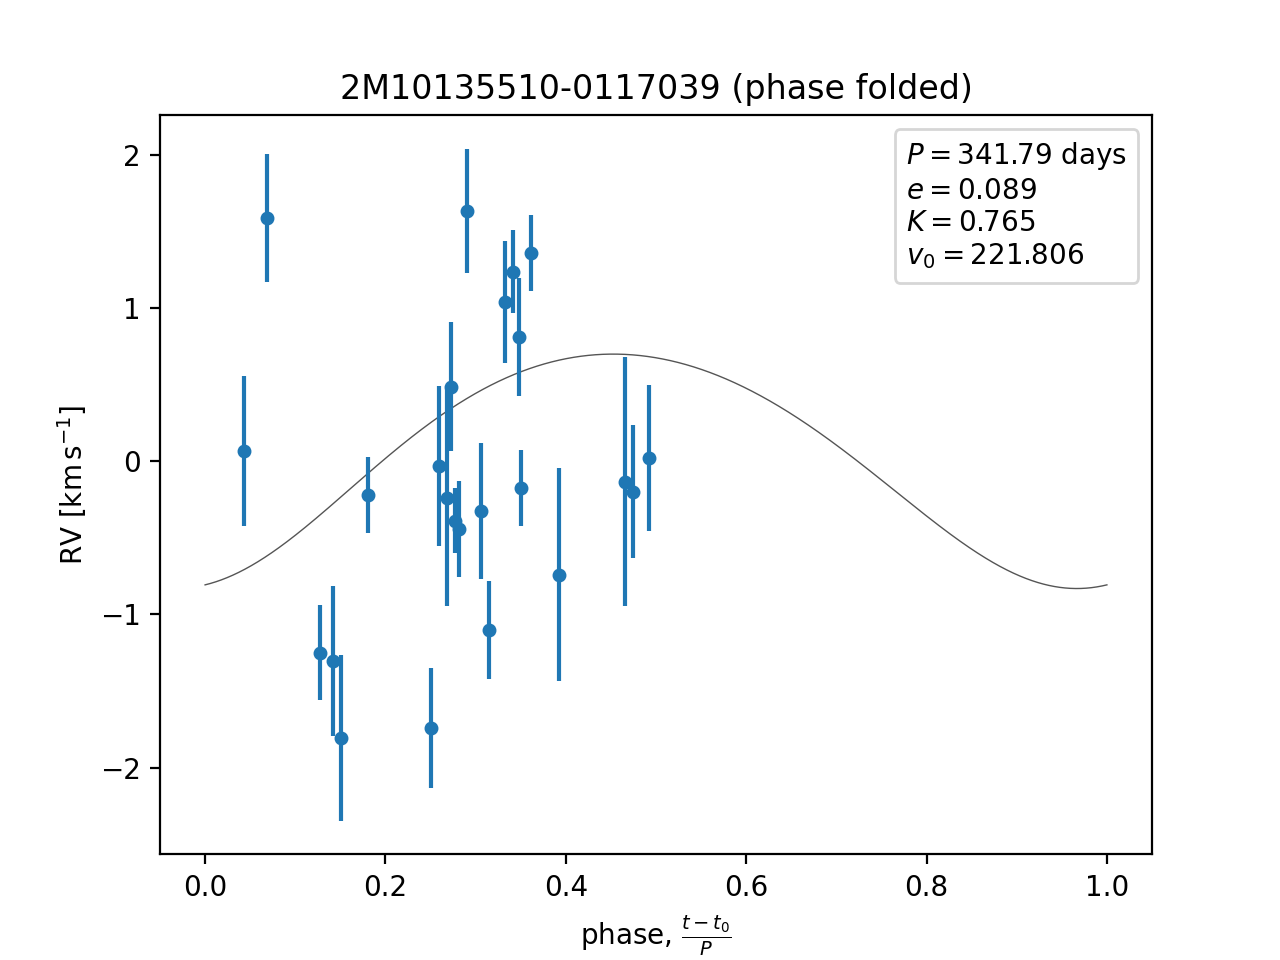 2M10135510-0117039 (phase folded)
P = 341.79 days
e = 0.089
K = 0.765
v₀ = 221.806
2
1
0
−1
−2
RV [km s⁻¹]
0.0 0.2 0.4 0.6 0.8 1.0
phase, (t − t₀)/P